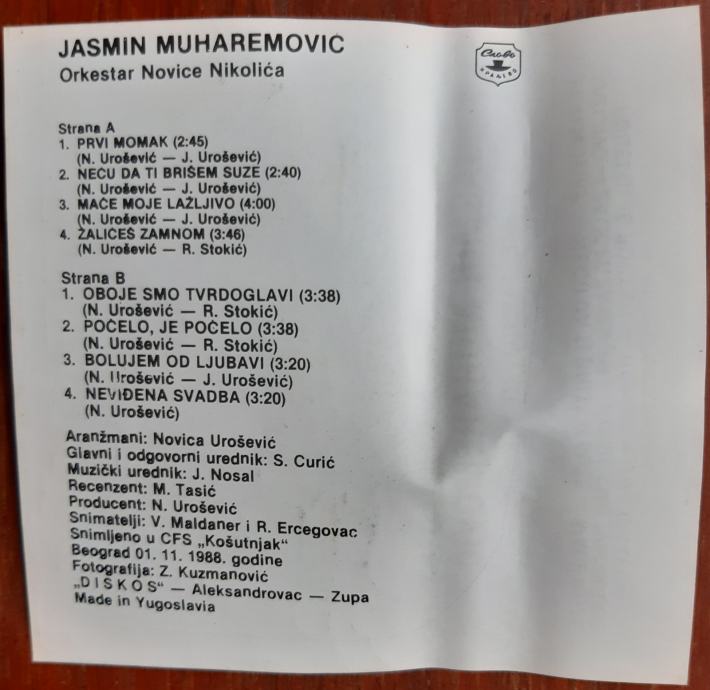 JASMIN MUHAREMOVIC
Orkestar Novice Nikolića
Слово
КРАЉЕВО
Strana A
1. PRVI MOMAK (2:45)
(N. Urošević — J. Urošević)
2. NEĆU DA TI BRIŠEM SUZE (2:40)
(N. Urošević — J. Urošević)
3. MAČE MOJE LAŽLJIVO (4:00)
(N. Urošević — J. Urošević)
4. ŽALIĆEŠ ZAMNOM (3:46)
(N. Urošević — R. Stokić)
Strana B
1. OBOJE SMO TVRDOGLAVI (3:38)
(N. Urošević — R. Stokić)
2. POČELO, JE POČELO (3:38)
(N. Urošević — R. Stokić)
3. BOLUJEM OD LJUBAVI (3:20)
(N. Urošević — J. Urošević)
4. NEVIĐENA SVADBA (3:20)
(N. Urošević)
Aranžmani: Novica Urošević
Glavni i odgovorni urednik: S. Curić
Muzički urednik: J. Nosal
Recenzent: M. Tasić
Producent: N. Urošević
Snimatelji: V. Maldaner i R. Ercegovac
Snimljeno u CFS „Košutnjak“
Beograd 01. 11. 1988. godine
Fotografija: Z. Kuzmanović
„DISKOS“ — Aleksandrovac — Zupa
Made in Yugoslavia